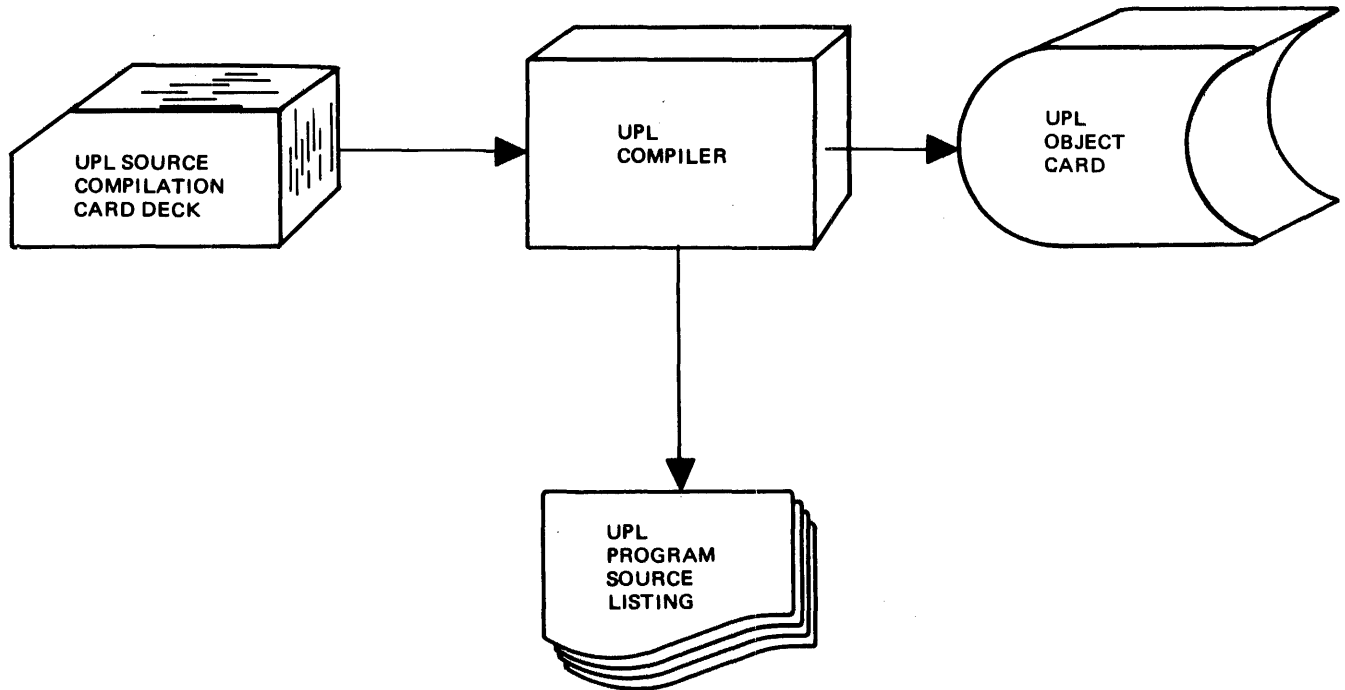 UPL SOURCE
COMPILATION
CARD DECK
UPL
COMPILER
UPL
OBJECT
CARD
UPL
PROGRAM
SOURCE
LISTING